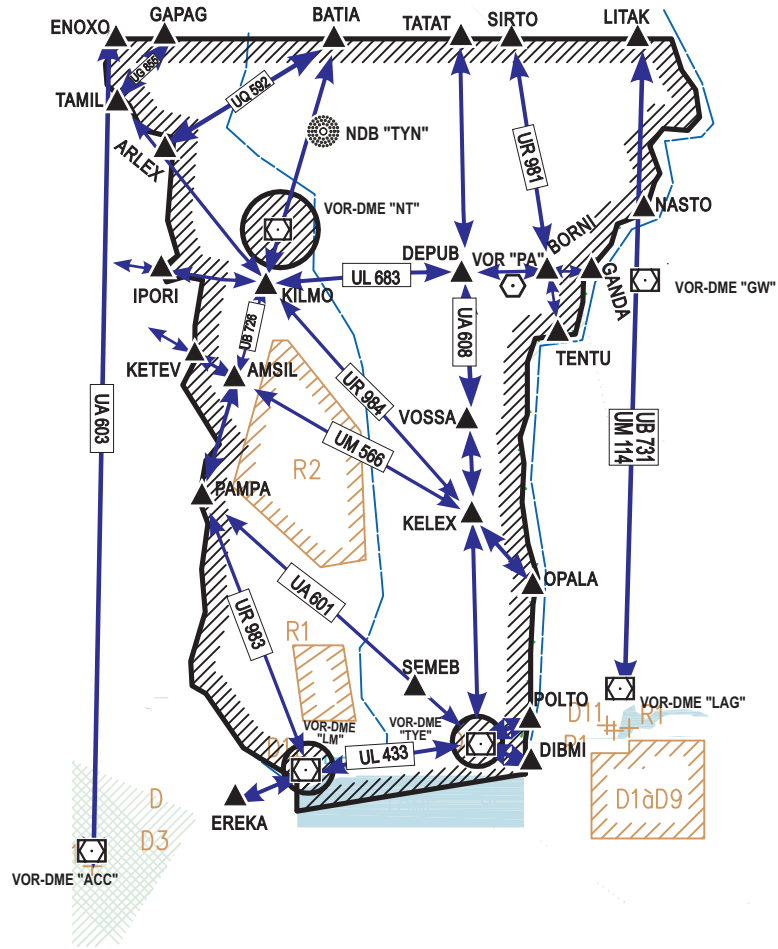 ENOXO
GAPAG
BATIA
TATAT
SIRTO
LITAK
UG 856
TAMIL
UQ 592
ARLEX
NDB "TYN"
UR 981
VOR-DME "NT"
NASTO
BORNI
DEPUB
VOR "PA"
GANDA
IPORI
KILMO
UL 683
VOR-DME "GW"
UB 726
UA 608
TENTU
KETEV
AMSIL
UR 984
UA 603
VOSSA
UB 731
UM 114
UM 566
R2
PAMPA
KELEX
OPALA
UA 601
UR 983
R1
SEMEB
POLTO
VOR-DME "LAG"
D11
R1
VOR-DME
"LM"
VOR-DME
"TYE"
UL 433
DIBMI
D
EREKA
D1àD9
D3
VOR-DME "ACC"